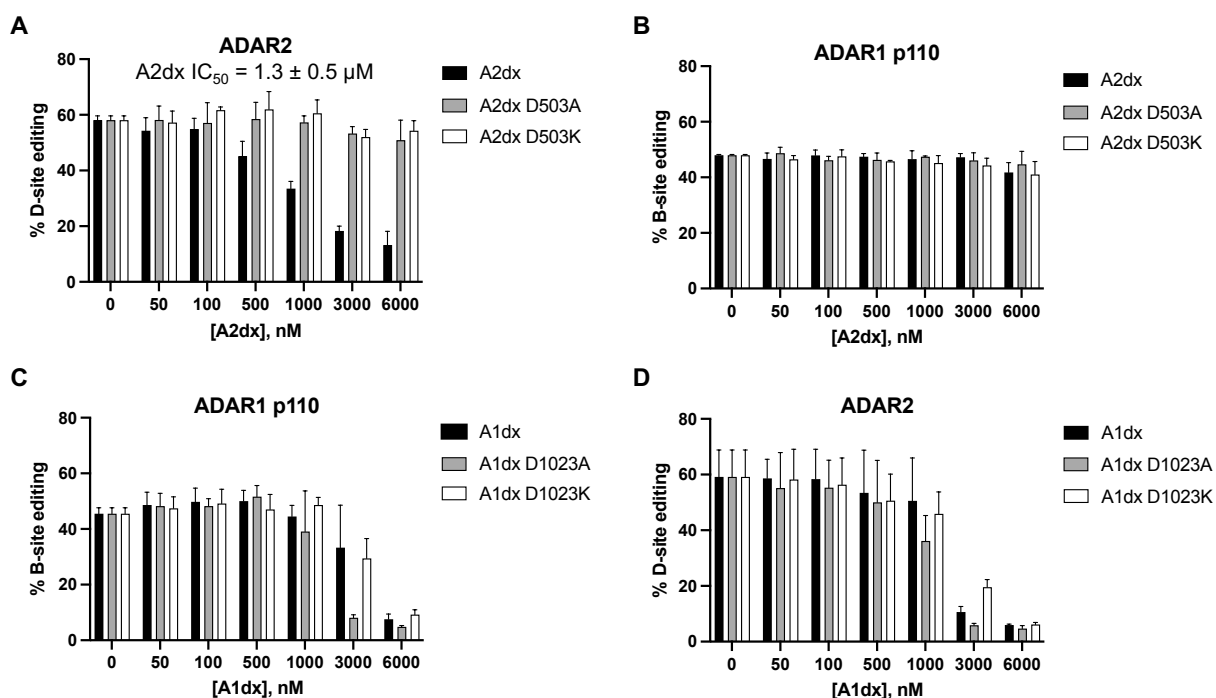 A
ADAR2
A2dx IC50 = 1.3 ± 0.5 µM
% D-site editing
80
60
40
20
0
0 50 100 500 1000 3000 6000
[A2dx], nM
A2dx
A2dx D503A
A2dx D503K
B
ADAR1 p110
% B-site editing
80
60
40
20
0
0 50 100 500 1000 3000 6000
[A2dx], nM
A2dx
A2dx D503A
A2dx D503K
C
ADAR1 p110
% B-site editing
80
60
40
20
0
0 50 100 500 1000 3000 6000
[A1dx], nM
A1dx
A1dx D1023A
A1dx D1023K
D
ADAR2
% D-site editing
80
60
40
20
0
0 50 100 500 1000 3000 6000
[A1dx], nM
A1dx
A1dx D1023A
A1dx D1023K